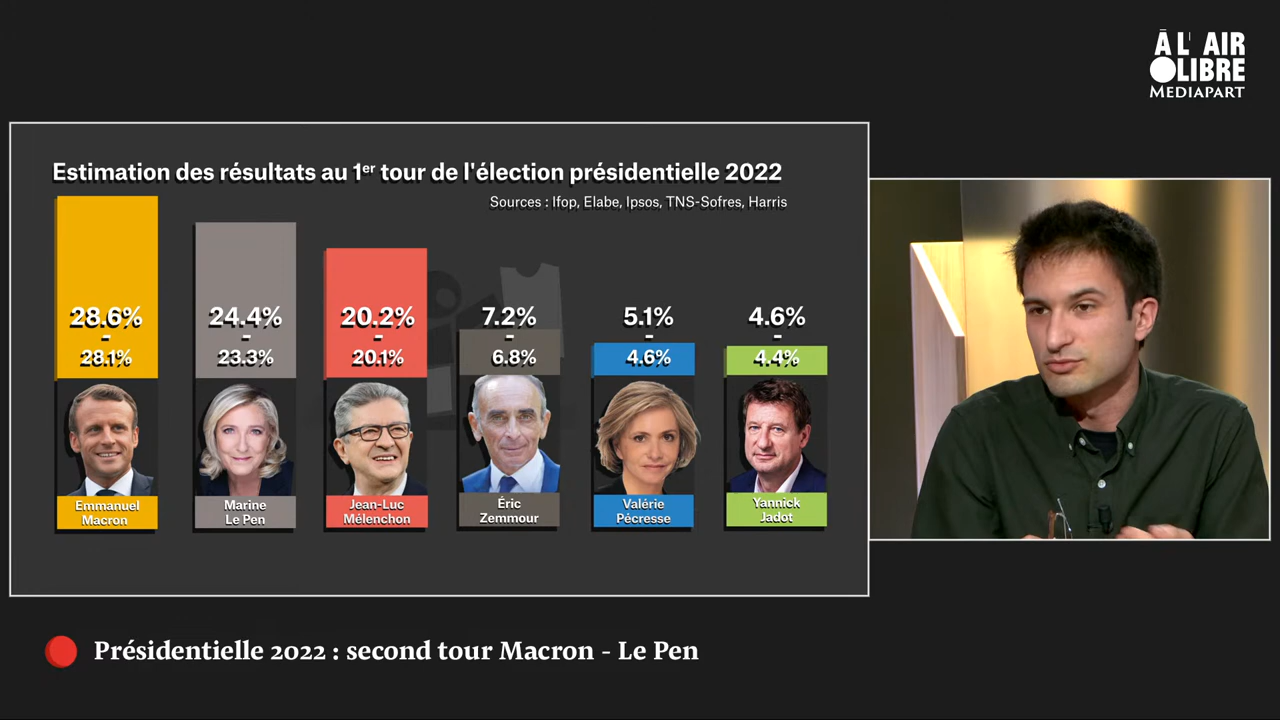 À L' AIR
LIBRE
MEDIAPART
Estimation des résultats au 1er tour de l'élection présidentielle 2022
Sources : Ifop, Elabe, Ipsos, TNS-Sofres, Harris
28.6% 24.4% 20.2% 7.2% 5.1% 4.6%
- - - - - -
28.1% 23.3% 20.1% 6.8% 4.6% 4.4%
Emmanuel Marine Jean-Luc Éric Valérie Yannick
Macron Le Pen Mélenchon Zemmour Pécresse Jadot
Présidentielle 2022 : second tour Macron - Le Pen